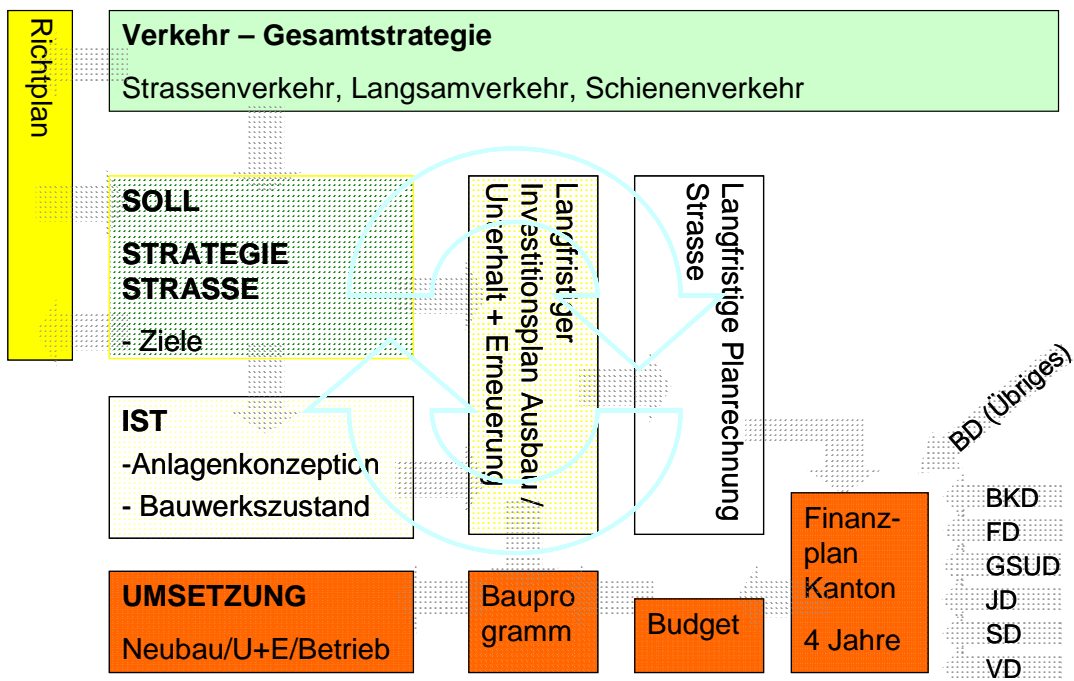 Richtplan
Verkehr – Gesamtstrategie
Strassenverkehr, Langsamverkehr, Schienenverkehr
SOLL
STRATEGIE
STRASSE
- Ziele
IST
-Anlagenkonzeption
- Bauwerkszustand
Langfristiger
Investitionsplan Ausbau /
Unterhalt + Erneuerung
Langfristige Planrechnung
Strasse
UMSETZUNG
Neubau/U+E/Betrieb
Baupro
gramm
Budget
Finanz-
plan
Kanton
4 Jahre
BD (Übriges)
BKD
FD
GSUD
JD
SD
VD